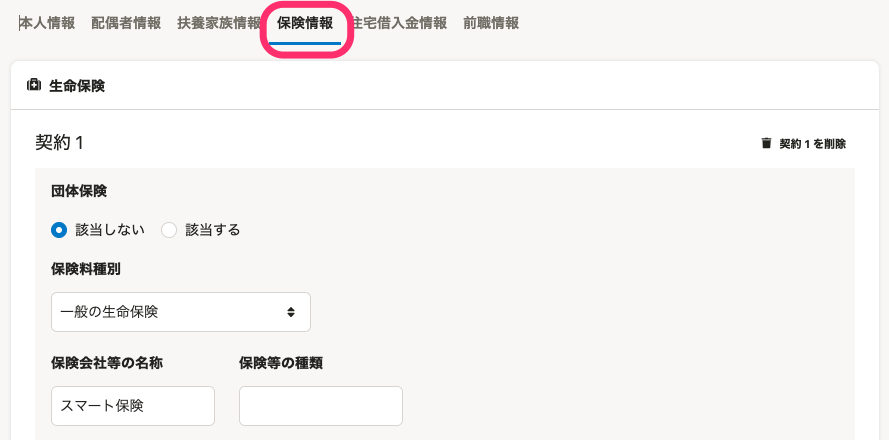 本人情報 配偶者情報 扶養家族情報 保険情報 住宅借入金情報 前職情報
生命保険
契約 1
契約 1 を削除
団体保険
該当しない 該当する
保険料種別
一般の生命保険
保険会社等の名称 保険等の種類
スマート保険